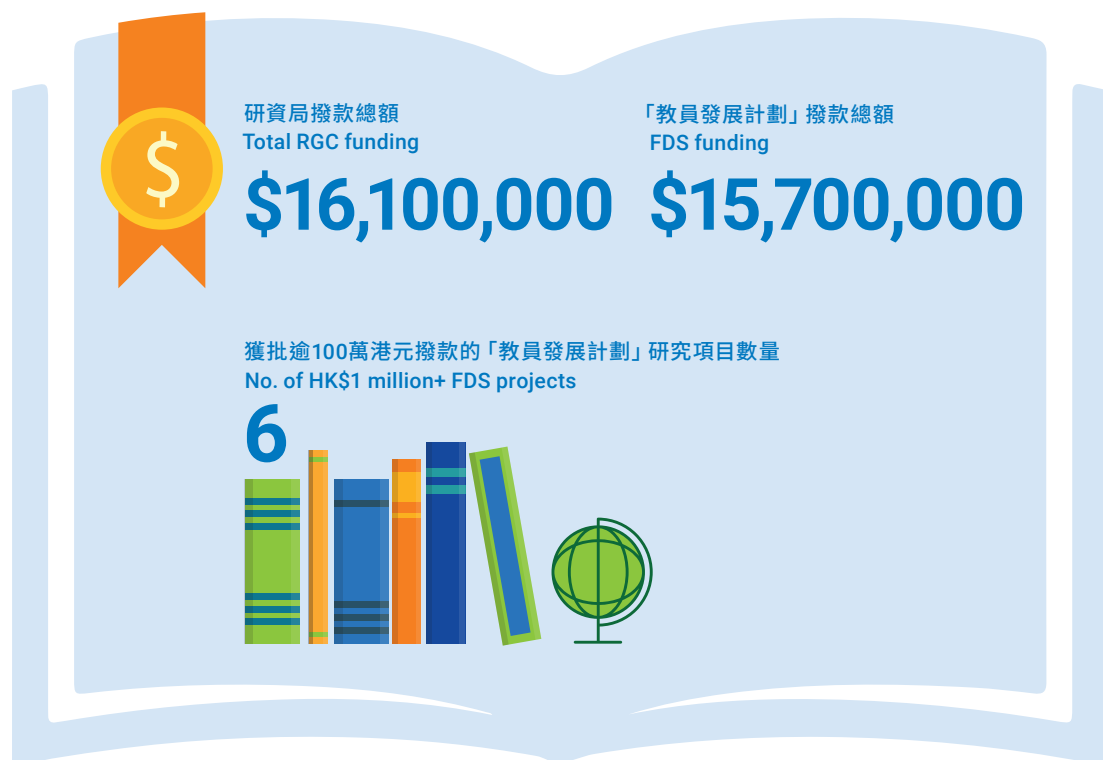 $
研資局撥款總額
Total RGC funding
$16,100,000
「教員發展計劃」撥款總額
FDS funding
$15,700,000
獲批逾100萬港元撥款的「教員發展計劃」研究項目數量
No. of HK$1 million+ FDS projects
6